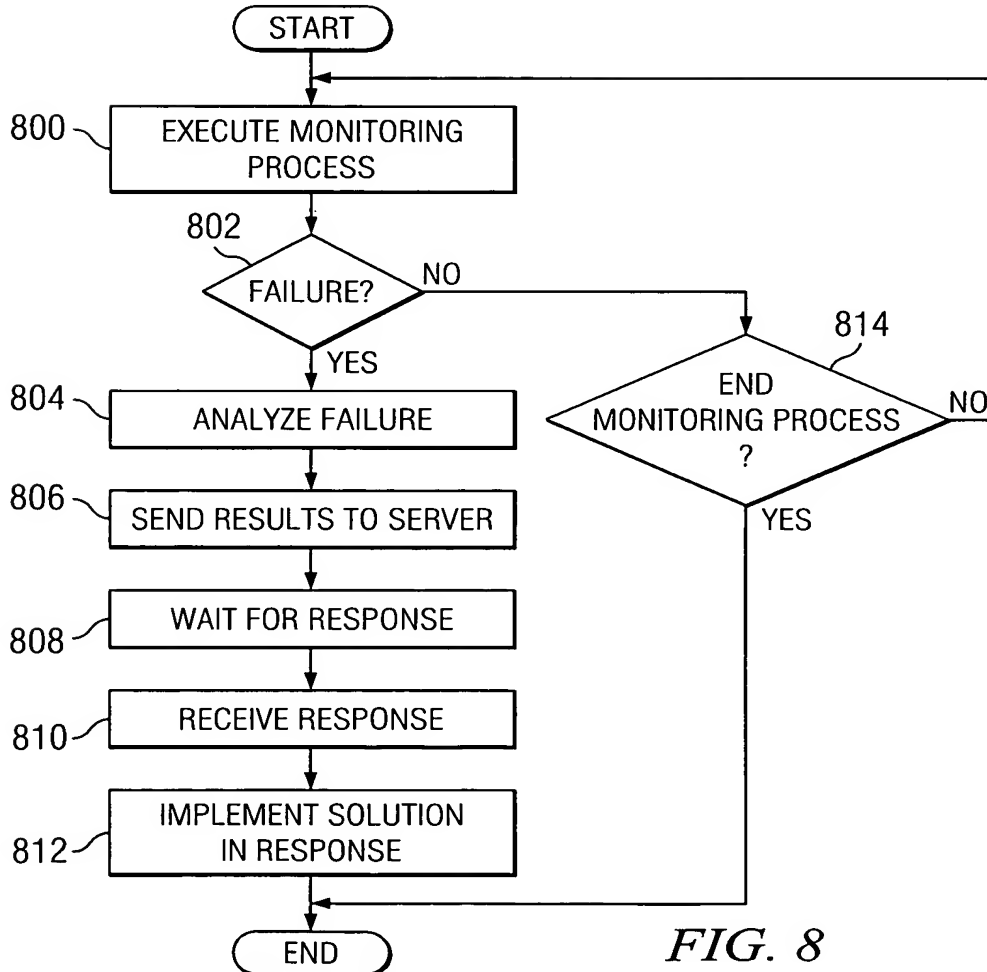 START
800
EXECUTE MONITORING
PROCESS
802
FAILURE?
NO
YES
814
END
MONITORING PROCESS
?
NO
YES
804
ANALYZE FAILURE
806
SEND RESULTS TO SERVER
808
WAIT FOR RESPONSE
810
RECEIVE RESPONSE
812
IMPLEMENT SOLUTION
IN RESPONSE
END
FIG. 8